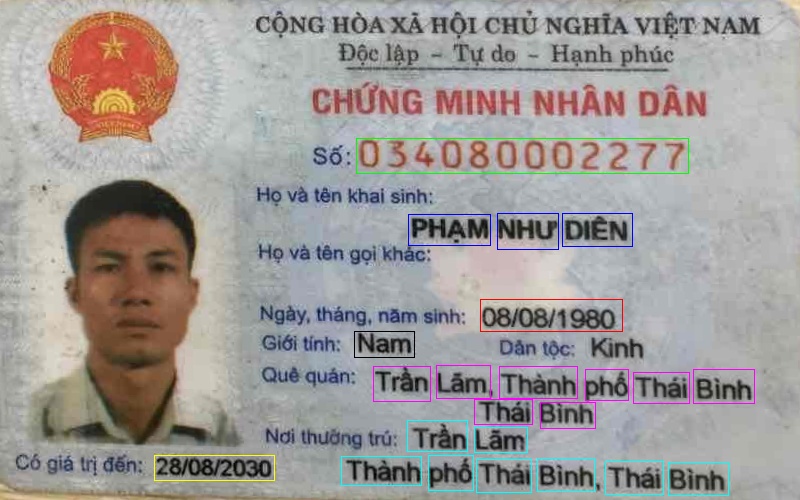 CỘNG HÒA XÃ HỘI CHỦ NGHĨA VIỆT NAM
Độc lập - Tự do - Hạnh phúc
CHỨNG MINH NHÂN DÂN
Số: 034080002277
Họ và tên khai sinh:
PHẠM NHƯ DIÊN
Họ và tên gọi khác:
Ngày, tháng, năm sinh: 08/08/1980
Giới tính: Nam Dân tộc: Kinh
Quê quán: Trần Lãm, Thành phố Thái Bình
Thái Bình
Nơi thường trú: Trần Lãm
Có giá trị đến: 28/08/2030 Thành phố Thái Bình, Thái Bình